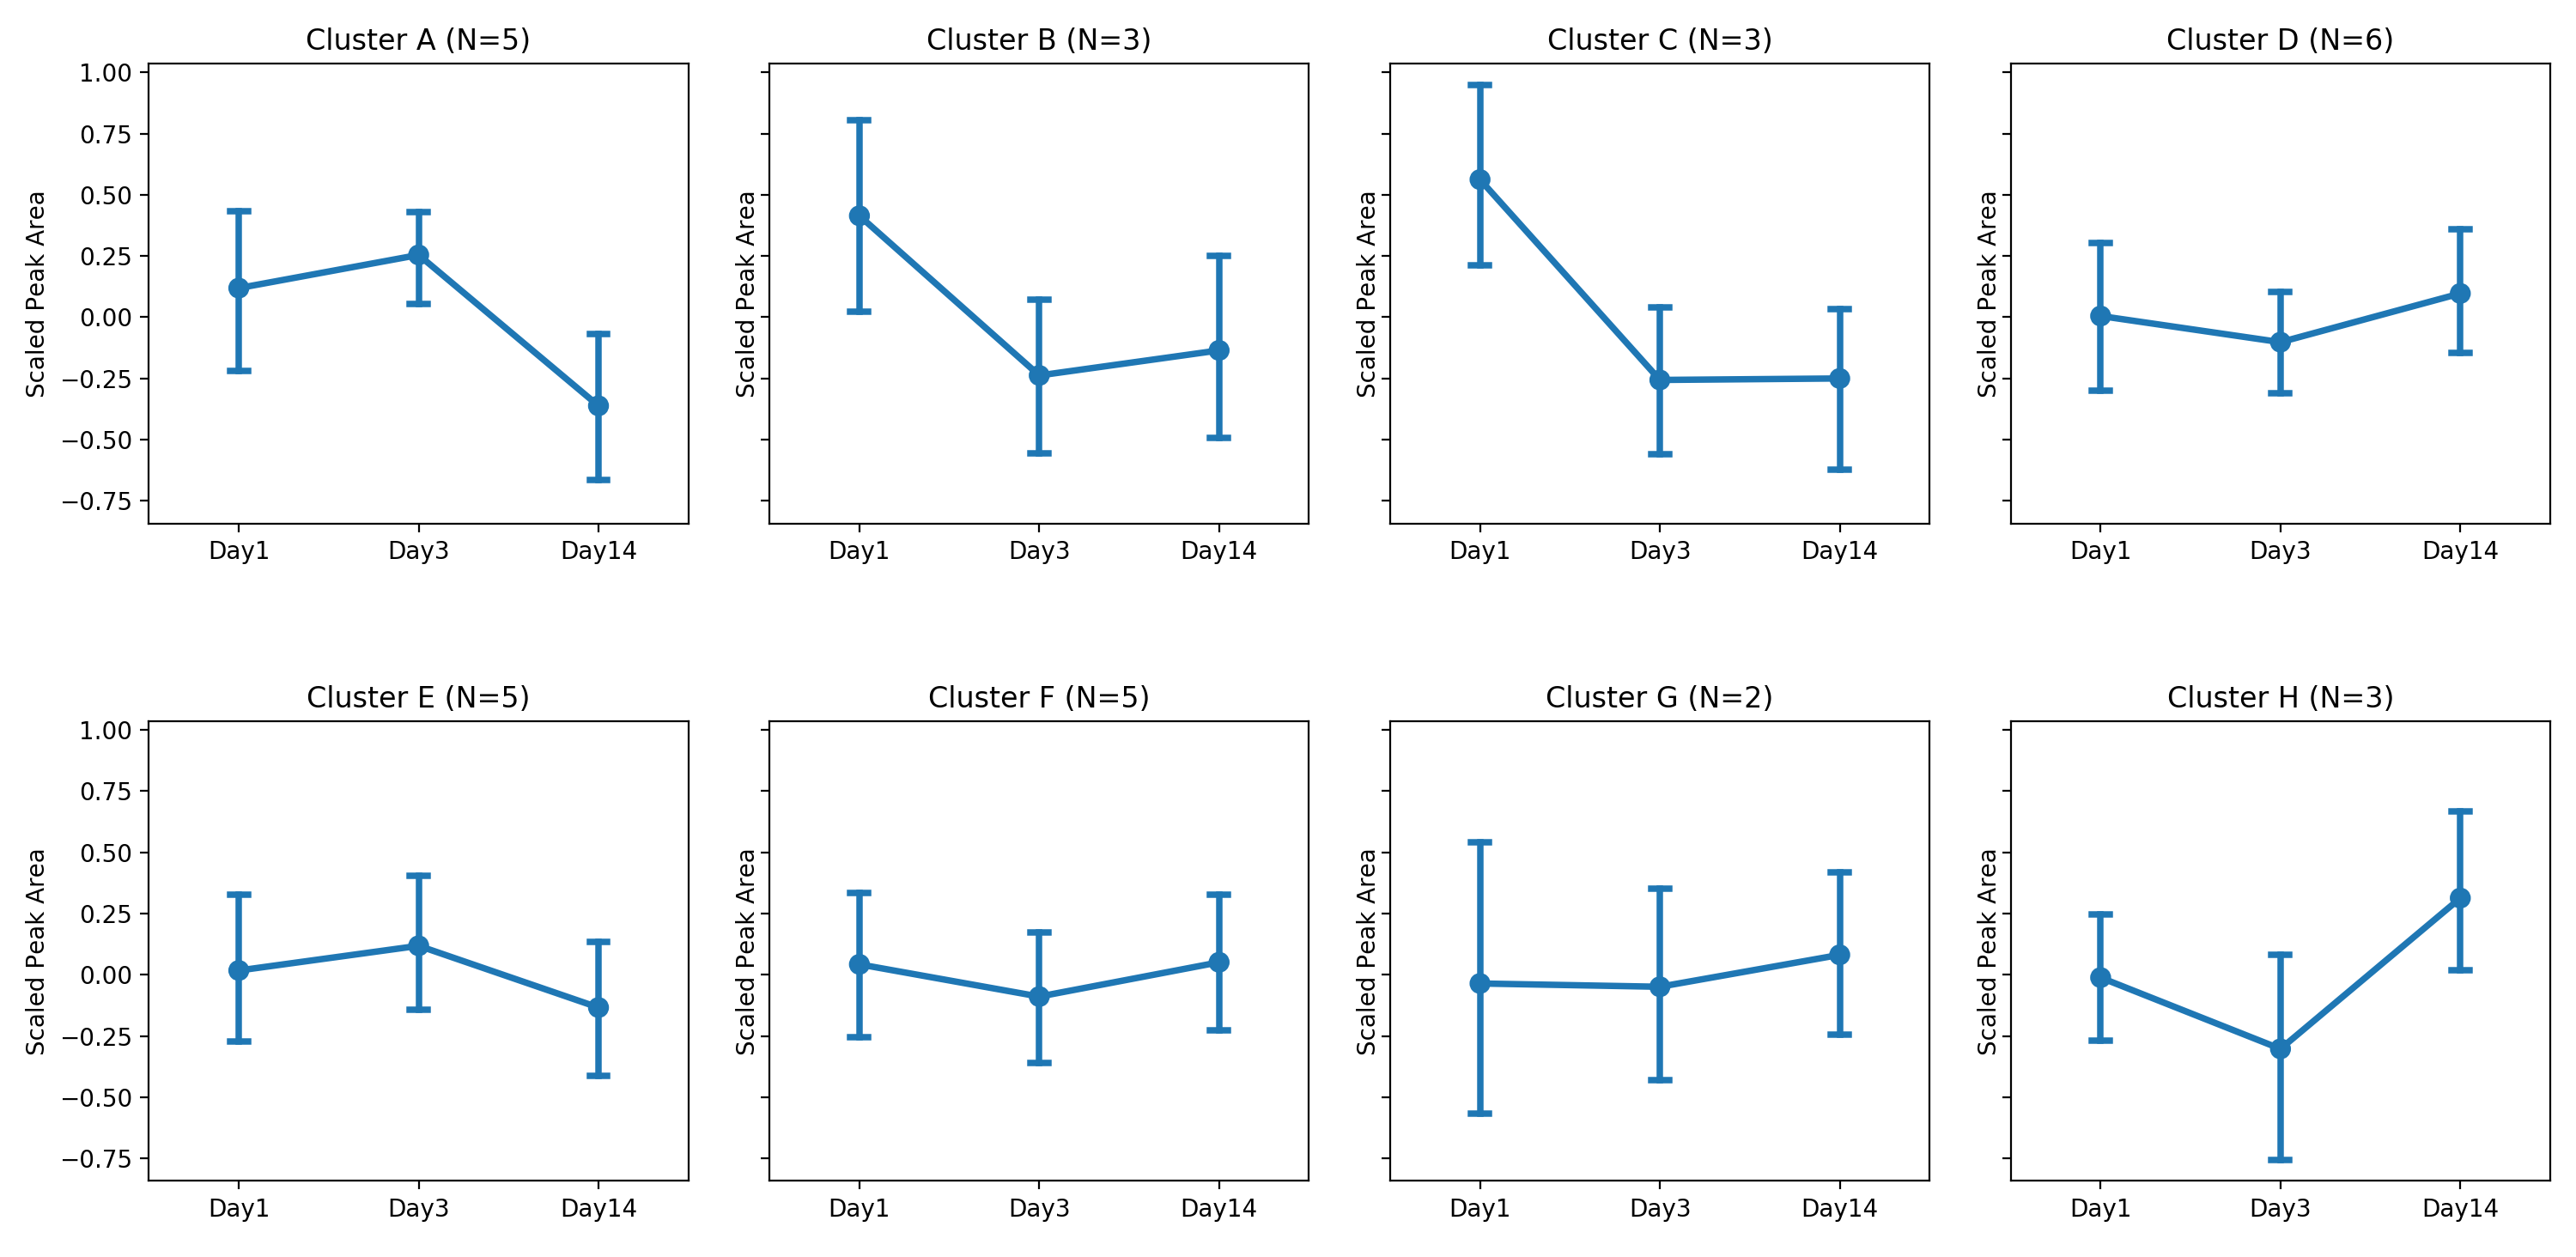 Cluster A (N=5)
Scaled Peak Area
1.00
0.75
0.50
0.25
0.00
−0.25
−0.50
−0.75
Day1 Day3 Day14
Cluster B (N=3)
Scaled Peak Area
Day1 Day3 Day14
Cluster C (N=3)
Scaled Peak Area
Day1 Day3 Day14
Cluster D (N=6)
Scaled Peak Area
Day1 Day3 Day14
Cluster E (N=5)
Scaled Peak Area
1.00
0.75
0.50
0.25
0.00
−0.25
−0.50
−0.75
Day1 Day3 Day14
Cluster F (N=5)
Scaled Peak Area
Day1 Day3 Day14
Cluster G (N=2)
Scaled Peak Area
Day1 Day3 Day14
Cluster H (N=3)
Scaled Peak Area
Day1 Day3 Day14